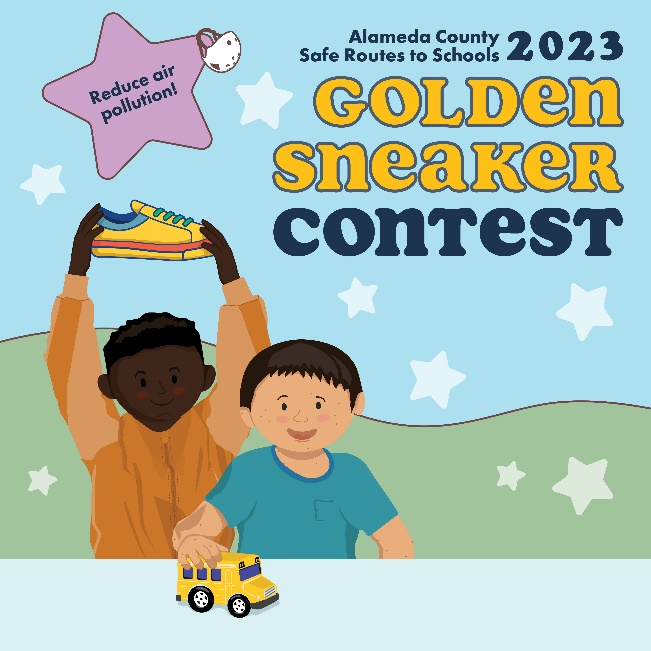 Reduce air
pollution!
Alameda County
Safe Routes to Schools 2023
GOLDEN
SNEAKER
CONTEST